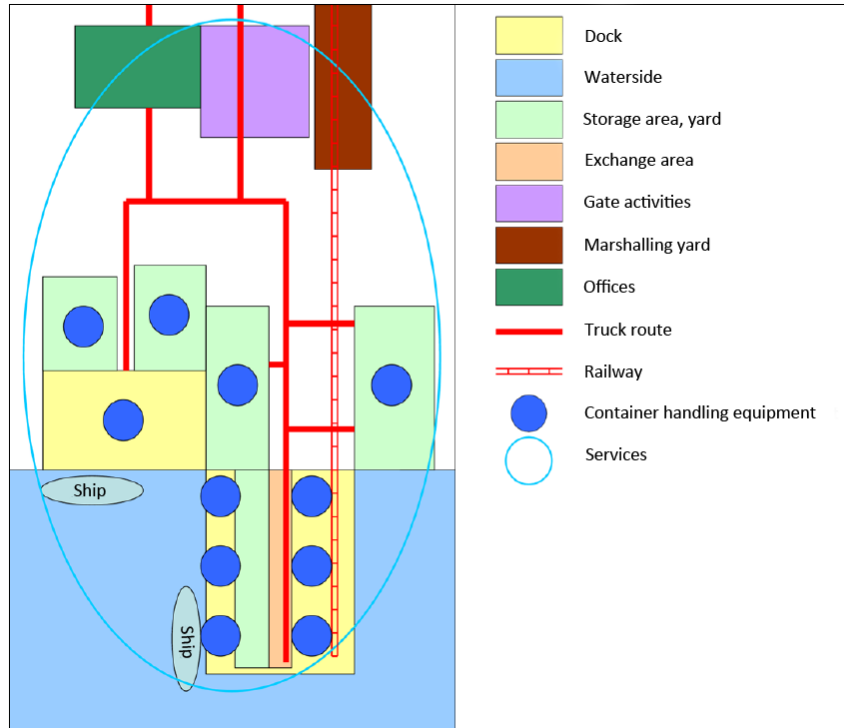 Dock
Waterside
Storage area, yard
Exchange area
Gate activities
Marshalling yard
Offices
Truck route
Railway
Container handling equipment
Services
Ship
Ship